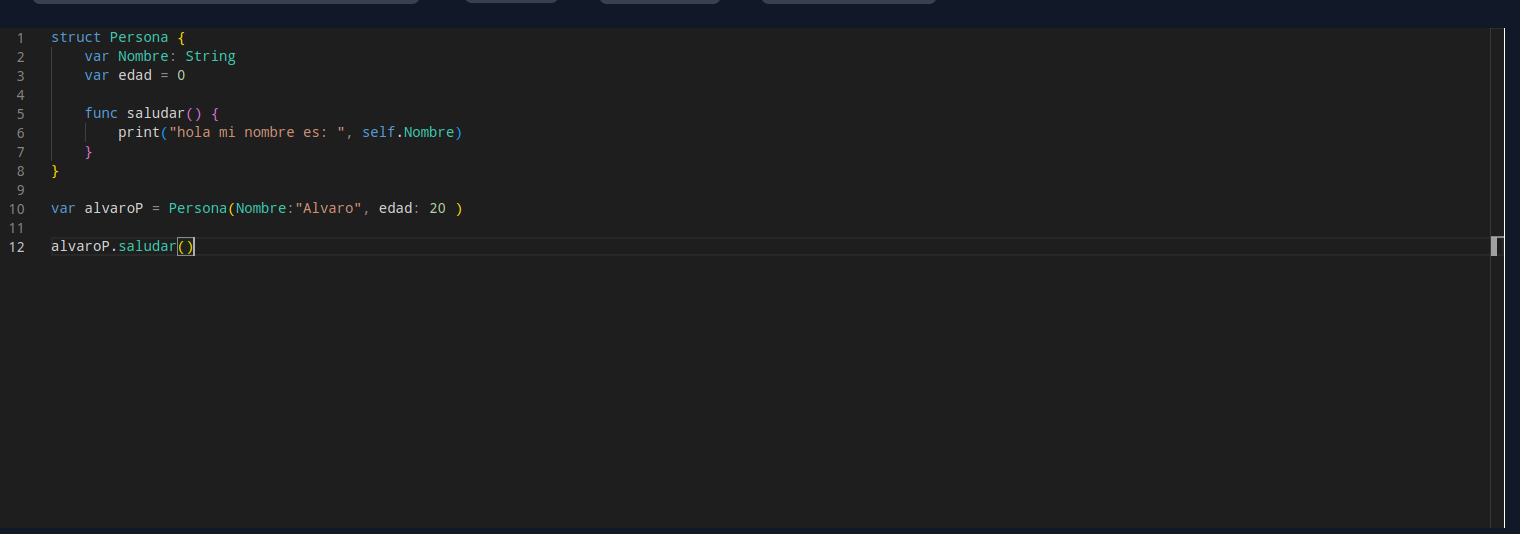 1 struct Persona {
2 var Nombre: String
3 var edad = 0
4
5 func saludar() {
6 print("hola mi nombre es: ", self.Nombre)
7 }
8 }
9
10 var alvaroP = Persona(Nombre:"Alvaro", edad: 20 )
11
12 alvaroP.saludar()